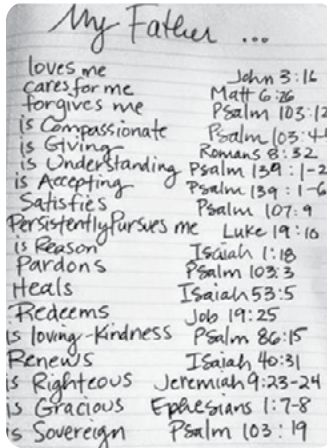 My Father ...
loves me John 3:16
cares for me Matt 6:26
forgives me Psalm 103:12
is Compassionate Psalm 103:4
is Giving Romans 8:32
is Understanding Psalm 139:1-2
is Accepting Psalm 139:1-6
Satisfies Psalm 107:9
Persistently Pursues me Luke 19:10
is Reason Isaiah 1:18
Pardons Psalm 103:3
Heals Isaiah 53:5
Redeems Job 19:25
is loving-kindness Psalm 86:15
Renews Isaiah 40:31
is Righteous Jeremiah 9:23-24
is Gracious Ephesians 1:7-8
is Sovereign Psalm 103:19